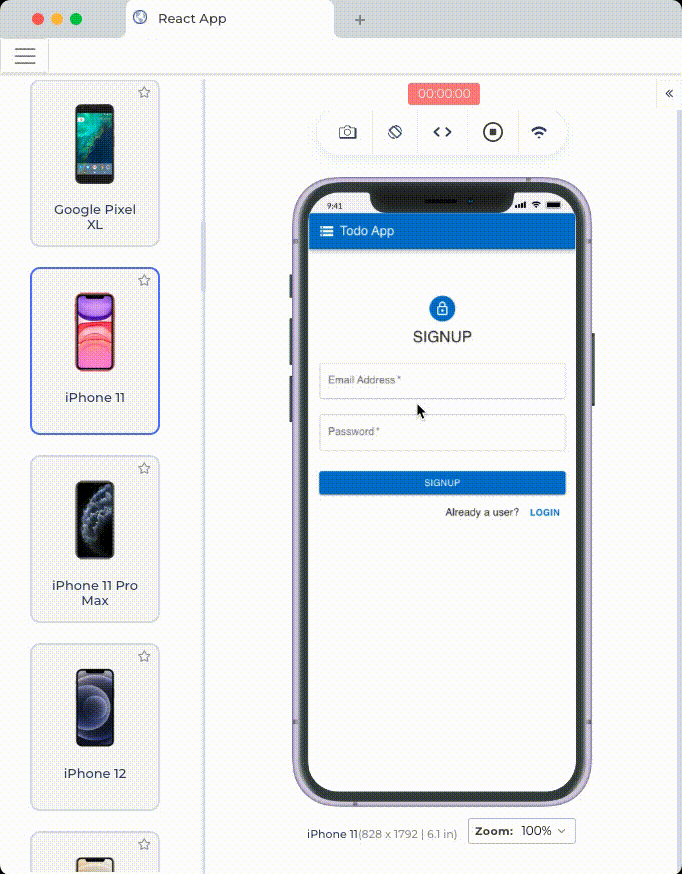 React App
+
00:00:00
Google Pixel
XL
iPhone 11
iPhone 11 Pro
Max
iPhone 12
9:41
Todo App
SIGNUP
Email Address *
Password *
SIGNUP
Already a user? LOGIN
iPhone 11(828 x 1792 | 6.1 in)
Zoom: 100%